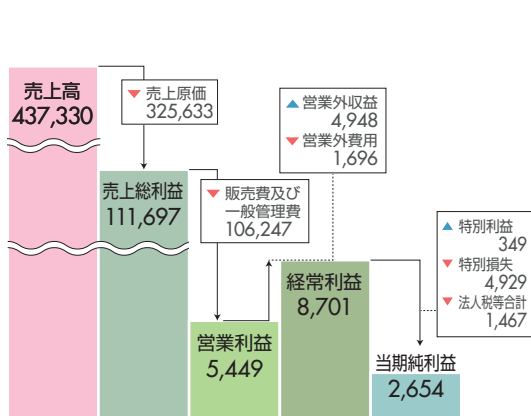 売上高
437,330
▼ 売上原価
325,633
売上総利益
111,697
▼ 販売費及び
一般管理費
106,247
営業利益
5,449
▲ 営業外収益
4,948
▼ 営業外費用
1,696
経常利益
8,701
▲ 特別利益
349
▼ 特別損失
4,929
▼ 法人税等合計
1,467
当期純利益
2,654